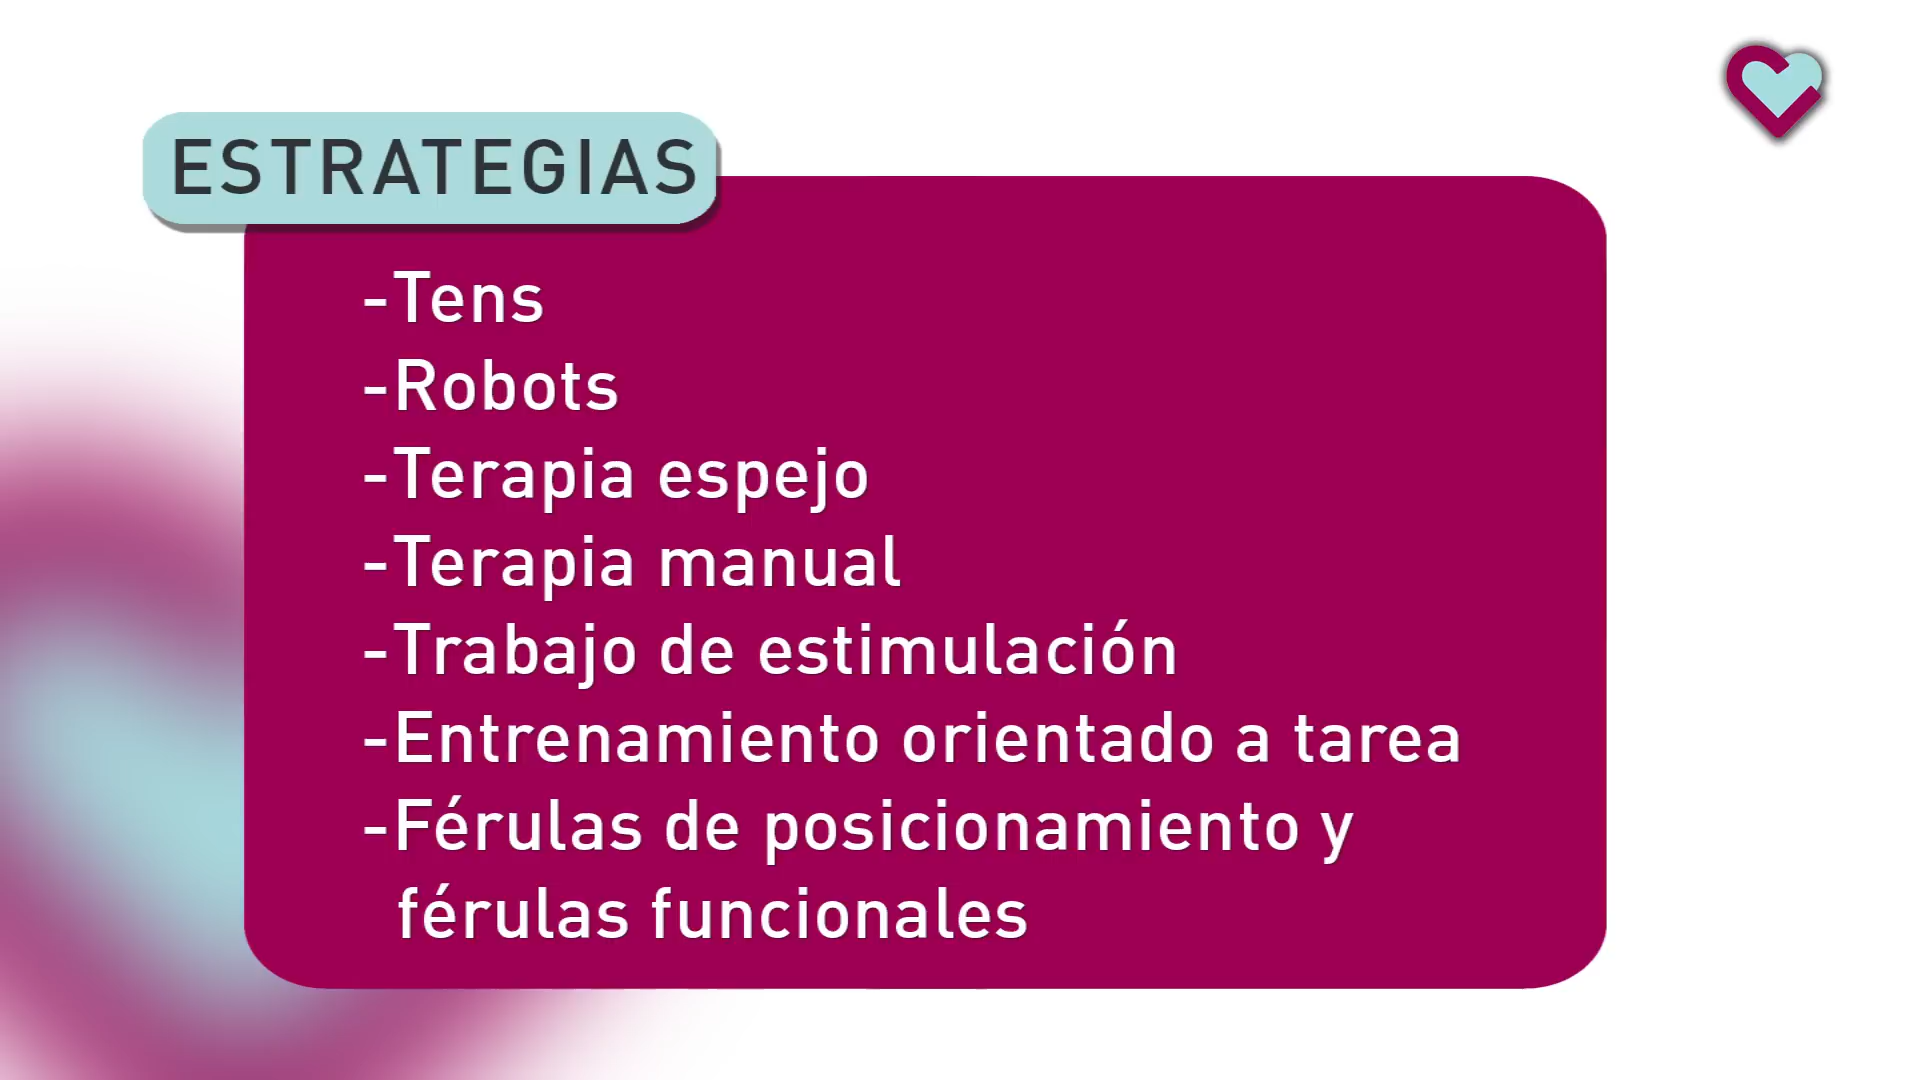 ESTRATEGIAS
-Tens
-Robots
-Terapia espejo
-Terapia manual
-Trabajo de estimulación
-Entrenamiento orientado a tarea
-Férulas de posicionamiento y
férulas funcionales